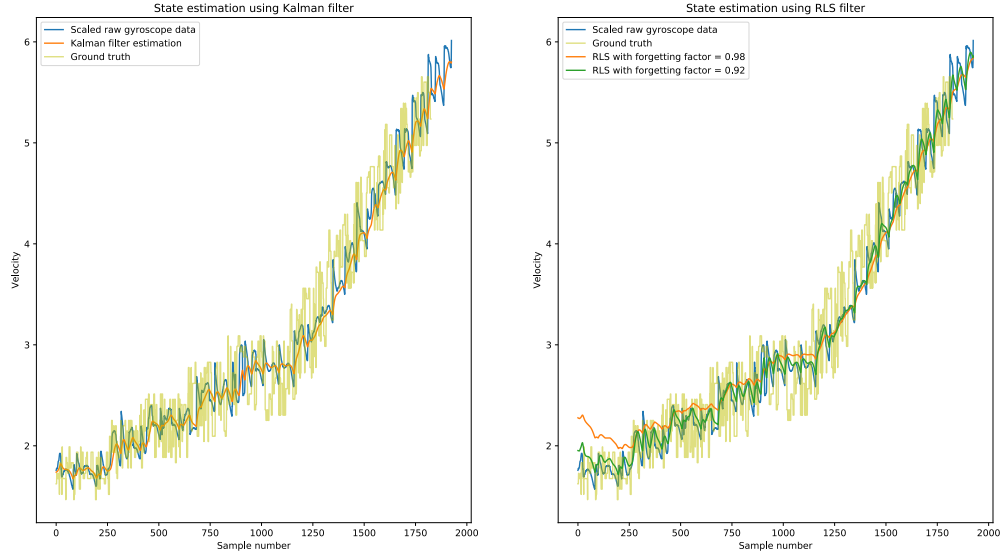 State estimation using Kalman filter
Scaled raw gyroscope data
Kalman filter estimation
Ground truth
6
5
4
3
2
Velocity
0
250
500
750
1000
1250
1500
1750
2000
Sample number
State estimation using RLS filter
Scaled raw gyroscope data
Ground truth
RLS with forgetting factor = 0.98
RLS with forgetting factor = 0.92
6
5
4
3
2
Velocity
0
250
500
750
1000
1250
1500
1750
2000
Sample number